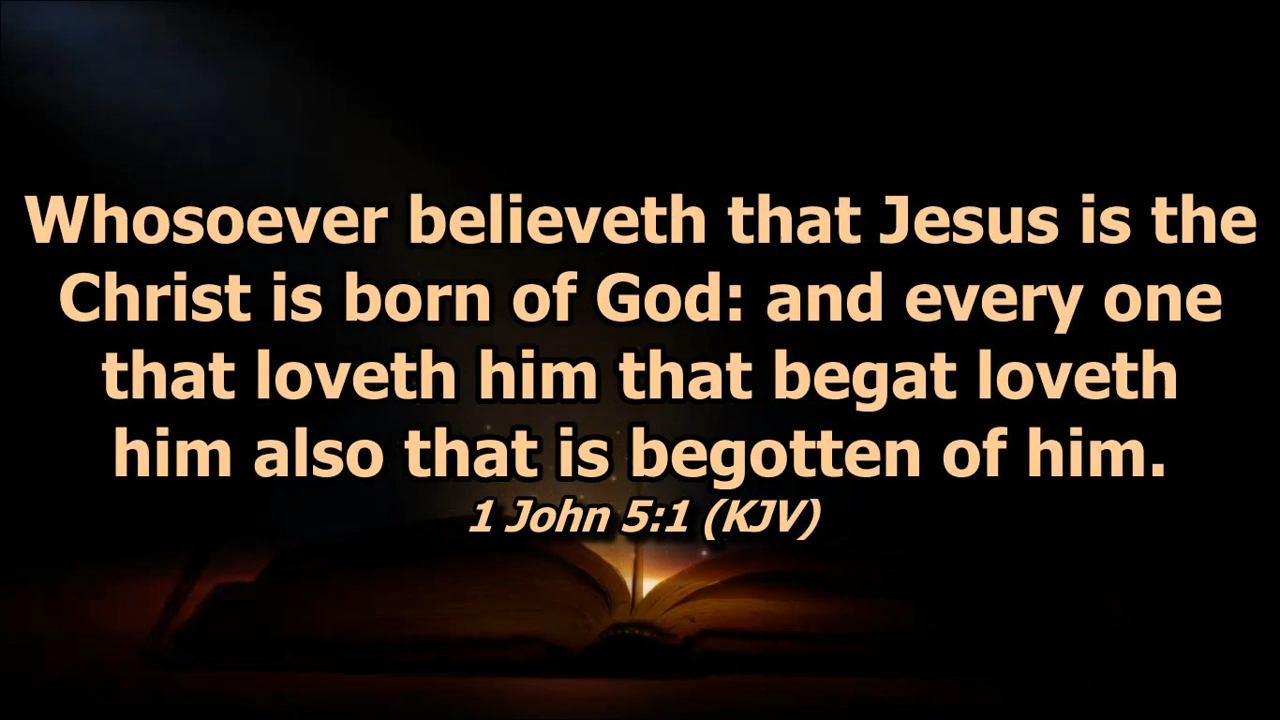 Whosoever believeth that Jesus is the
Christ is born of God: and every one
that loveth him that begat loveth
him also that is begotten of him.
1 John 5:1 (KJV)